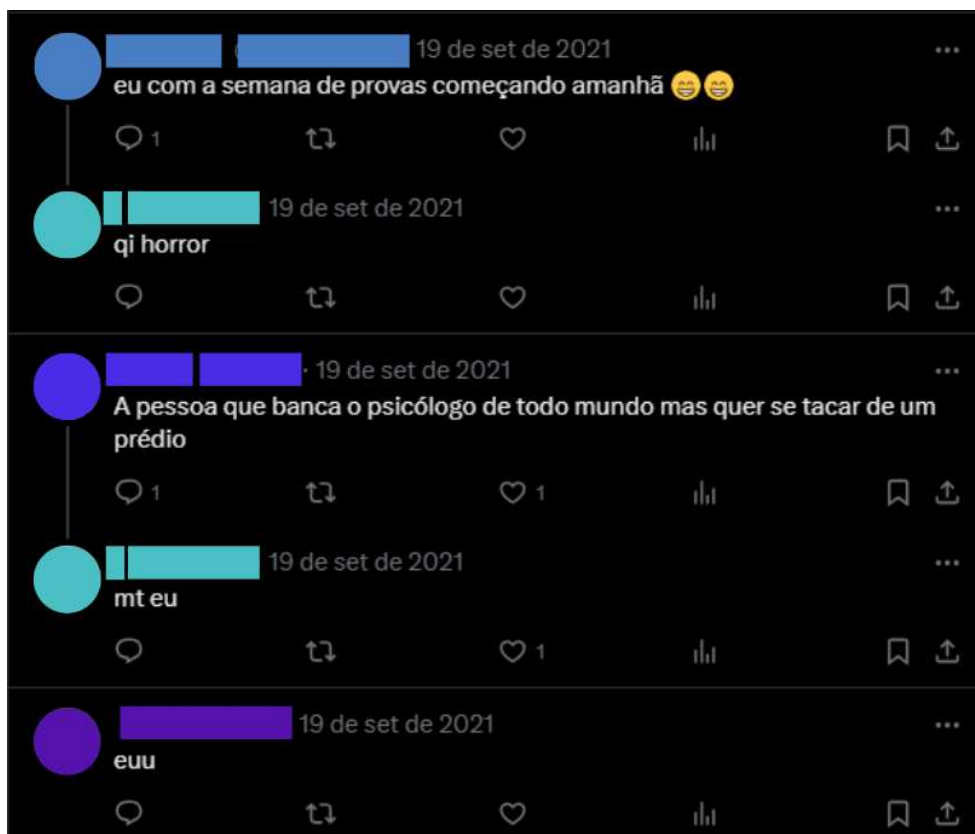 19 de set de 2021
eu com a semana de provas começando amanhã 😁😁
1
19 de set de 2021
qi horror
· 19 de set de 2021
A pessoa que banca o psicólogo de todo mundo mas quer se tacar de um
prédio
1 1
19 de set de 2021
mt eu
1
19 de set de 2021
euu